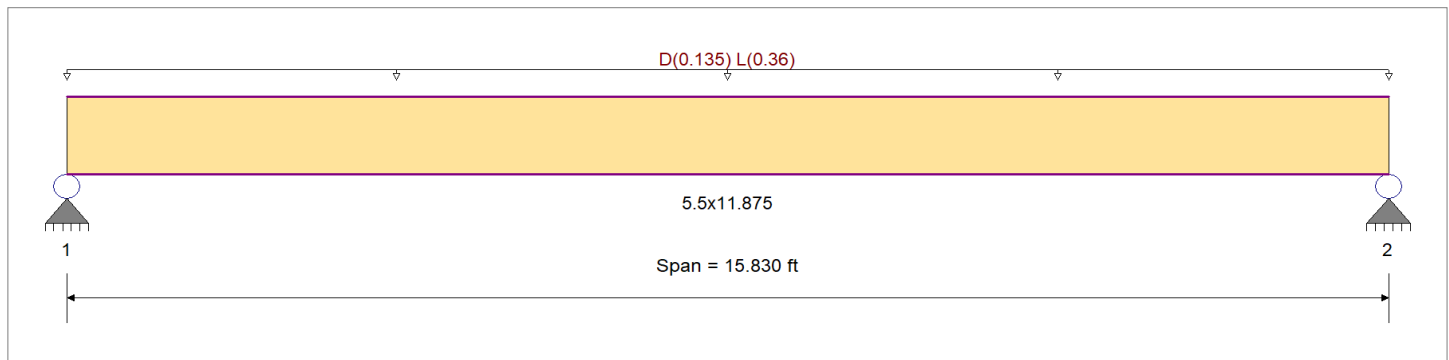 D(0.135) L(0.36)
5.5x11.875
1
2
Span = 15.830 ft